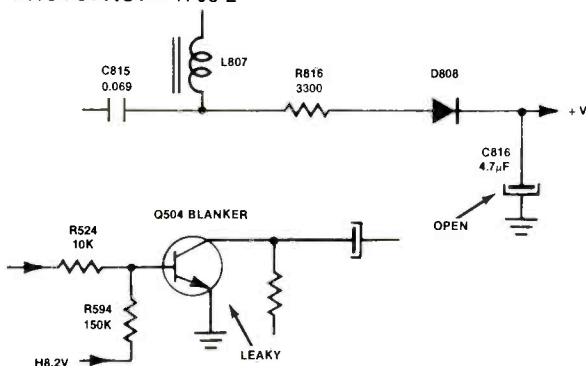 C815
0.069
L807
R816
3300
D808
+V
C816
4.7µF
OPEN
Q504 BLANKER
R524
10K
R594
150K
LEAKY
H8.2V